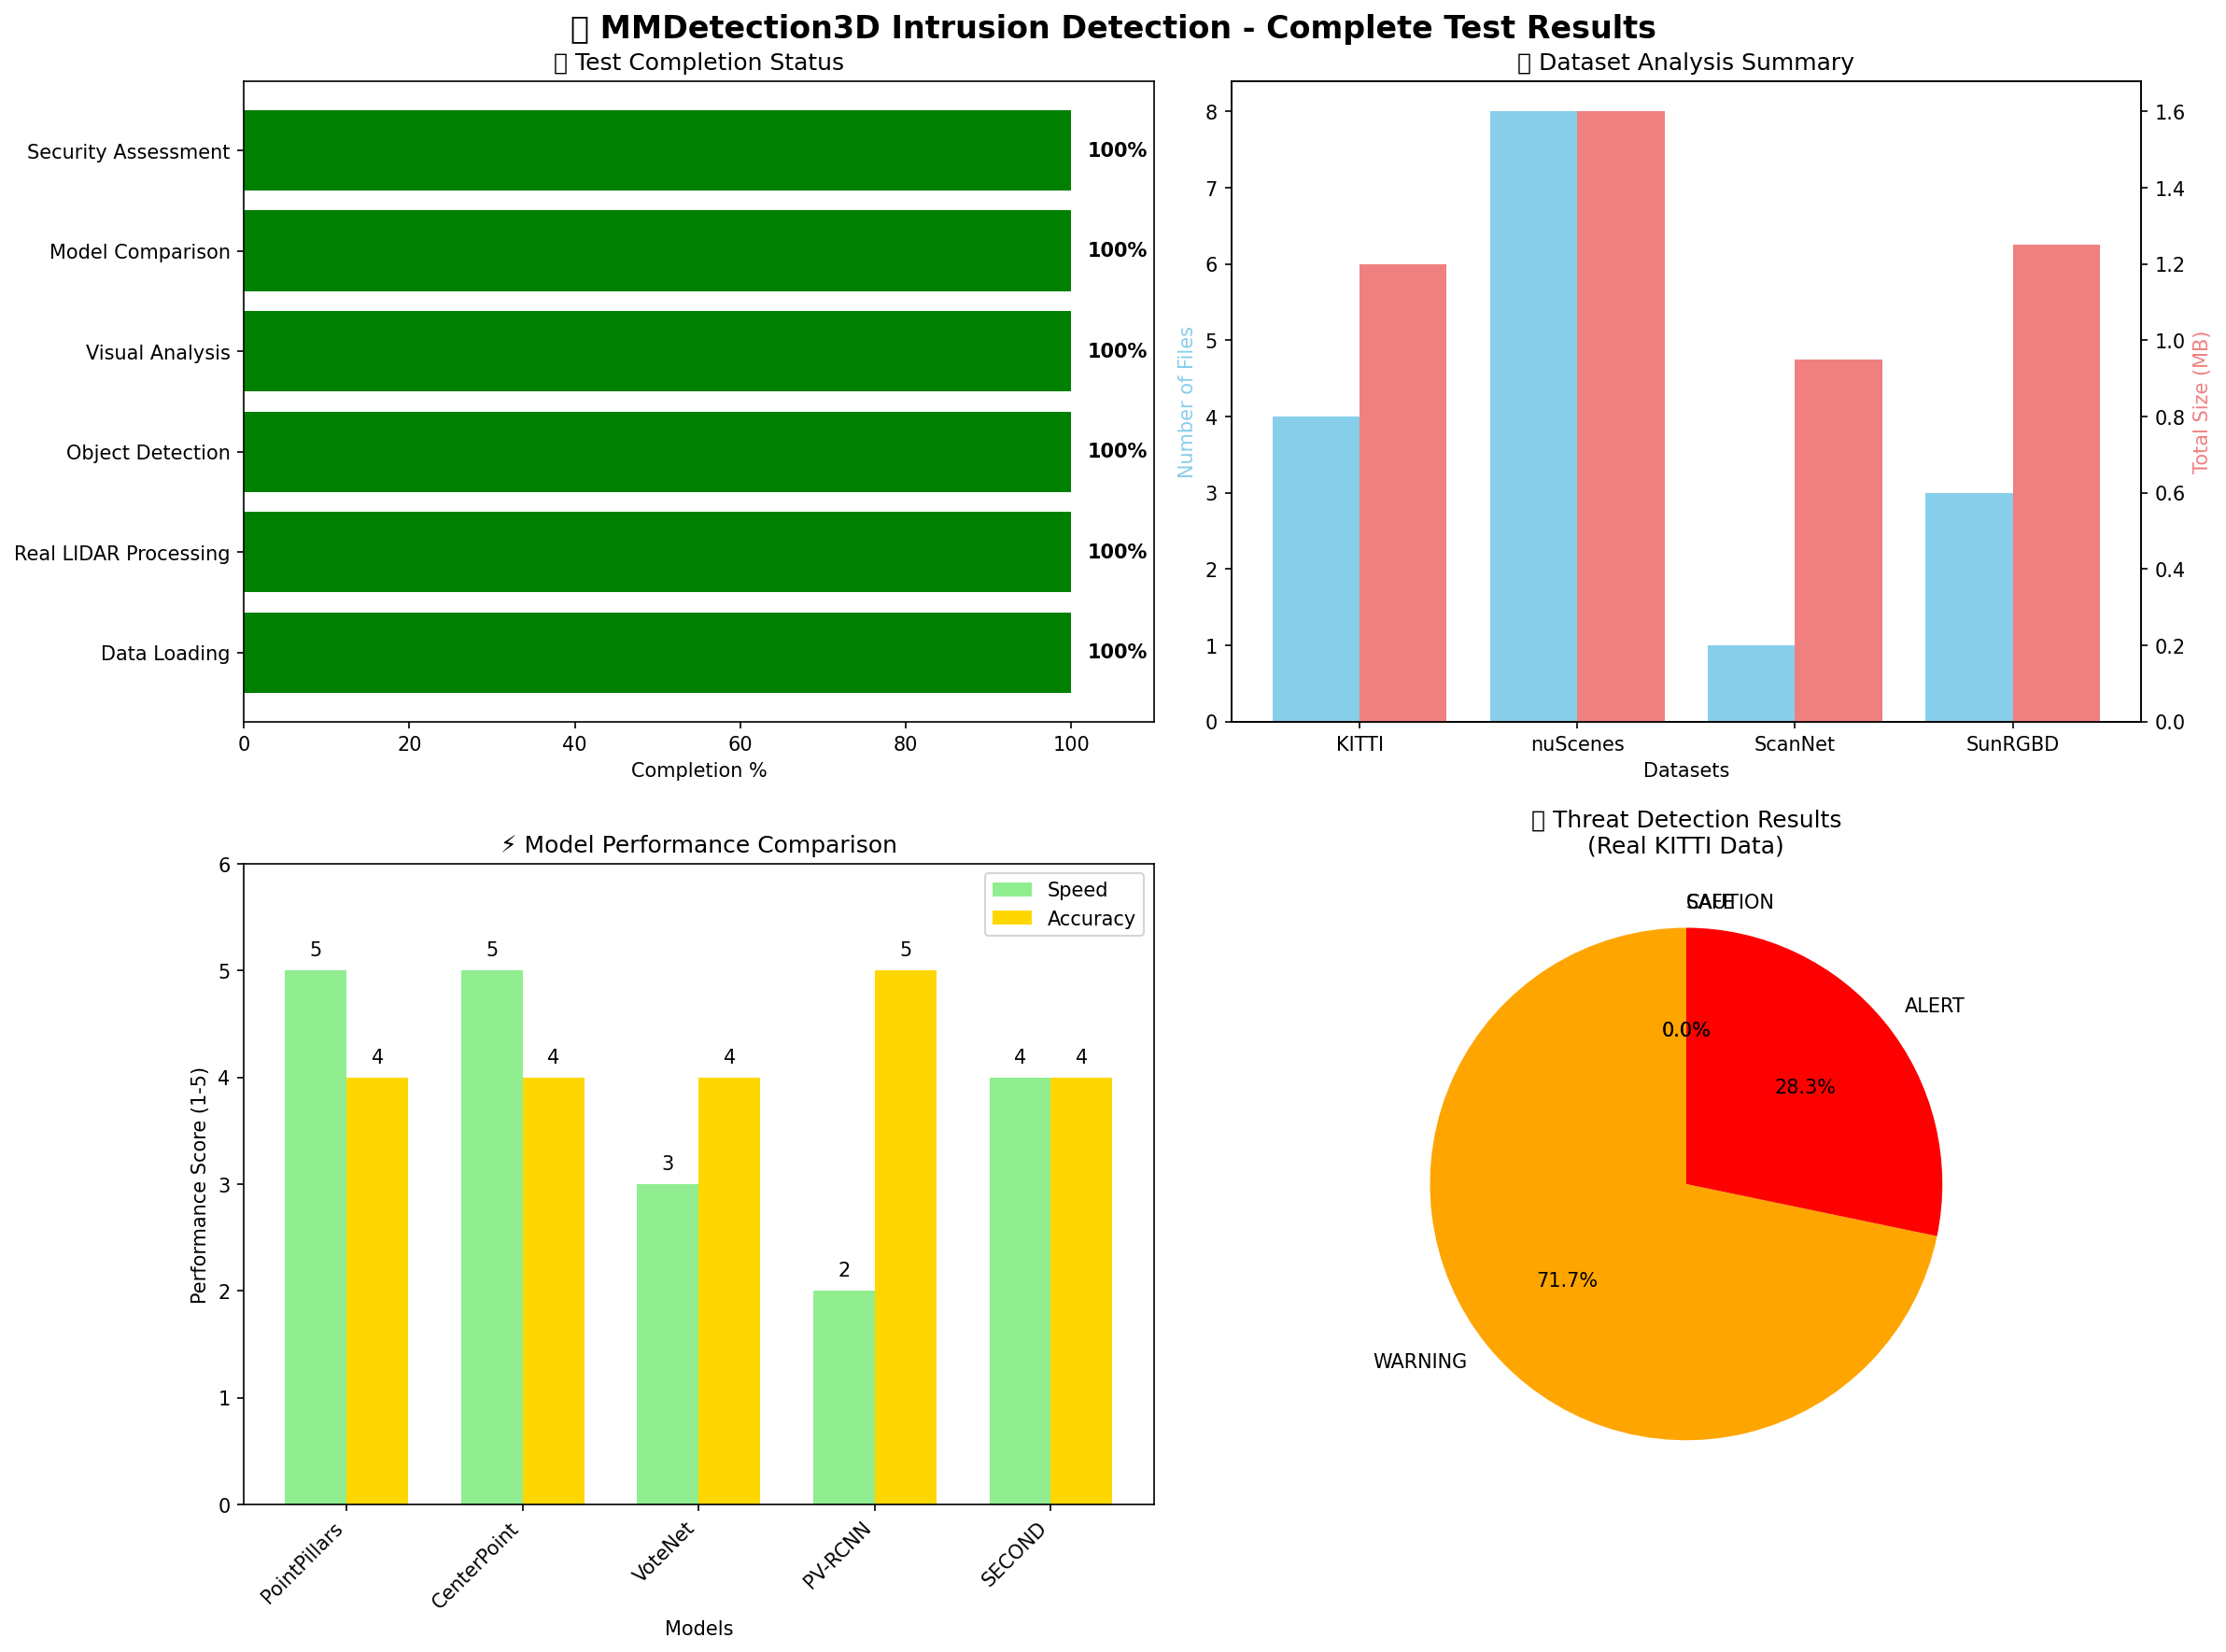 ▯ MMDetection3D Intrusion Detection - Complete Test Results
▯ Test Completion Status
Security Assessment
Model Comparison
Visual Analysis
Object Detection
Real LIDAR Processing
Data Loading
100%
100%
100%
100%
100%
100%
0 20 40 60 80 100
Completion %
▯ Dataset Analysis Summary
Number of Files
8
7
6
5
4
3
2
1
0
1.6
1.4
1.2
1.0
0.8
0.6
0.4
0.2
0.0
Total Size (MB)
KITTI nuScenes ScanNet SunRGBD
Datasets
⚡ Model Performance Comparison
Performance Score (1-5)
6
5
4
3
2
1
0
Speed
Accuracy
5 4 5 4 3 4 2 5 4 4
PointPillars CenterPoint VoteNet PV-RCNN SECOND
Models
▯ Threat Detection Results
(Real KITTI Data)
SAFE
CAUTION
ALERT
0.0%
28.3%
71.7%
WARNING